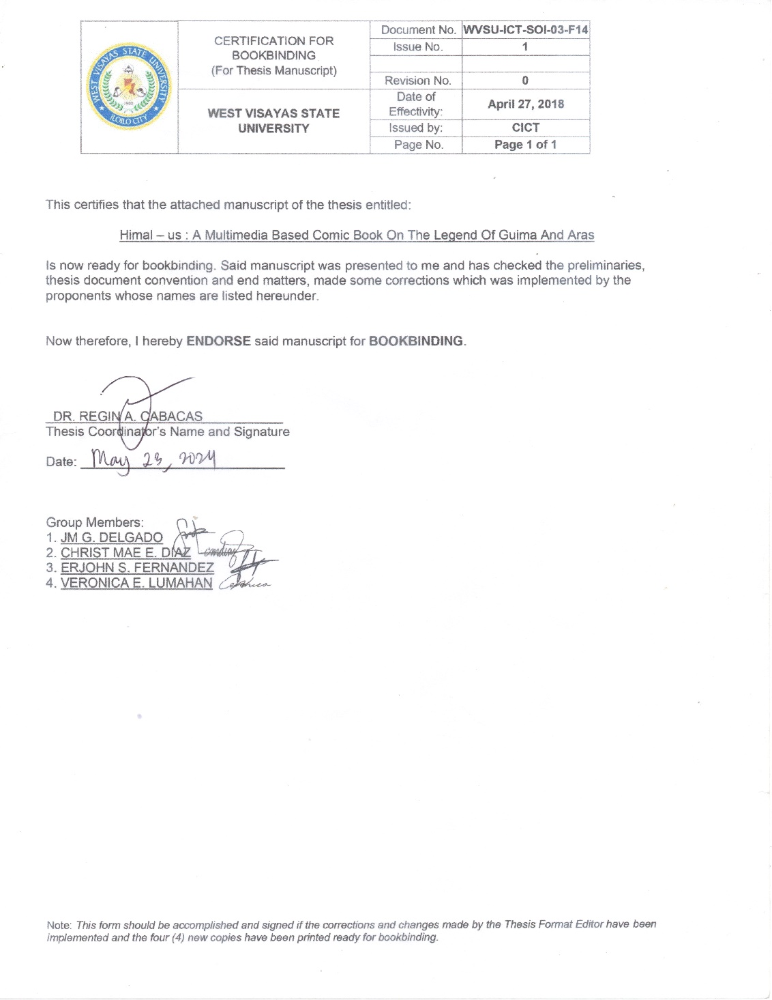 WEST VISAYAS STATE UNIVERSITY
ILOILO CITY
CERTIFICATION FOR
BOOKBINDING
(For Thesis Manuscript)
WEST VISAYAS STATE
UNIVERSITY
Document No. WVSU-ICT-SOI-03-F14
Issue No. 1
Revision No. 0
Date of
Effectivity: April 27, 2018
Issued by: CICT
Page No. Page 1 of 1
This certifies that the attached manuscript of the thesis entitled:
Himal – us : A Multimedia Based Comic Book On The Legend Of Guima And Aras
Is now ready for bookbinding. Said manuscript was presented to me and has checked the preliminaries,
thesis document convention and end matters, made some corrections which was implemented by the
proponents whose names are listed hereunder.
Now therefore, I hereby ENDORSE said manuscript for BOOKBINDING.
DR. REGIN A. CABACAS
Thesis Coordinator's Name and Signature
Date: May 23, 2024
Group Members:
1. JM G. DELGADO
2. CHRIST MAE E. DIAZ
3. ERJOHN S. FERNANDEZ
4. VERONICA E. LUMAHAN
Note: This form should be accomplished and signed if the corrections and changes made by the Thesis Format Editor have been
implemented and the four (4) new copies have been printed ready for bookbinding.